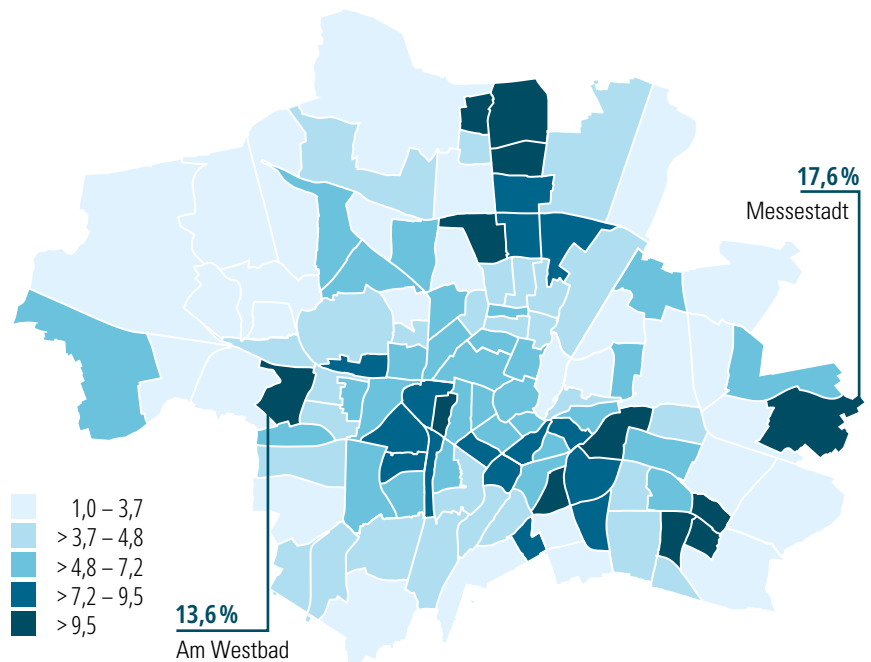 17,6 %
Messestadt
1,0 – 3,7
> 3,7 – 4,8
> 4,8 – 7,2
> 7,2 – 9,5
> 9,5
13,6 %
Am Westbad